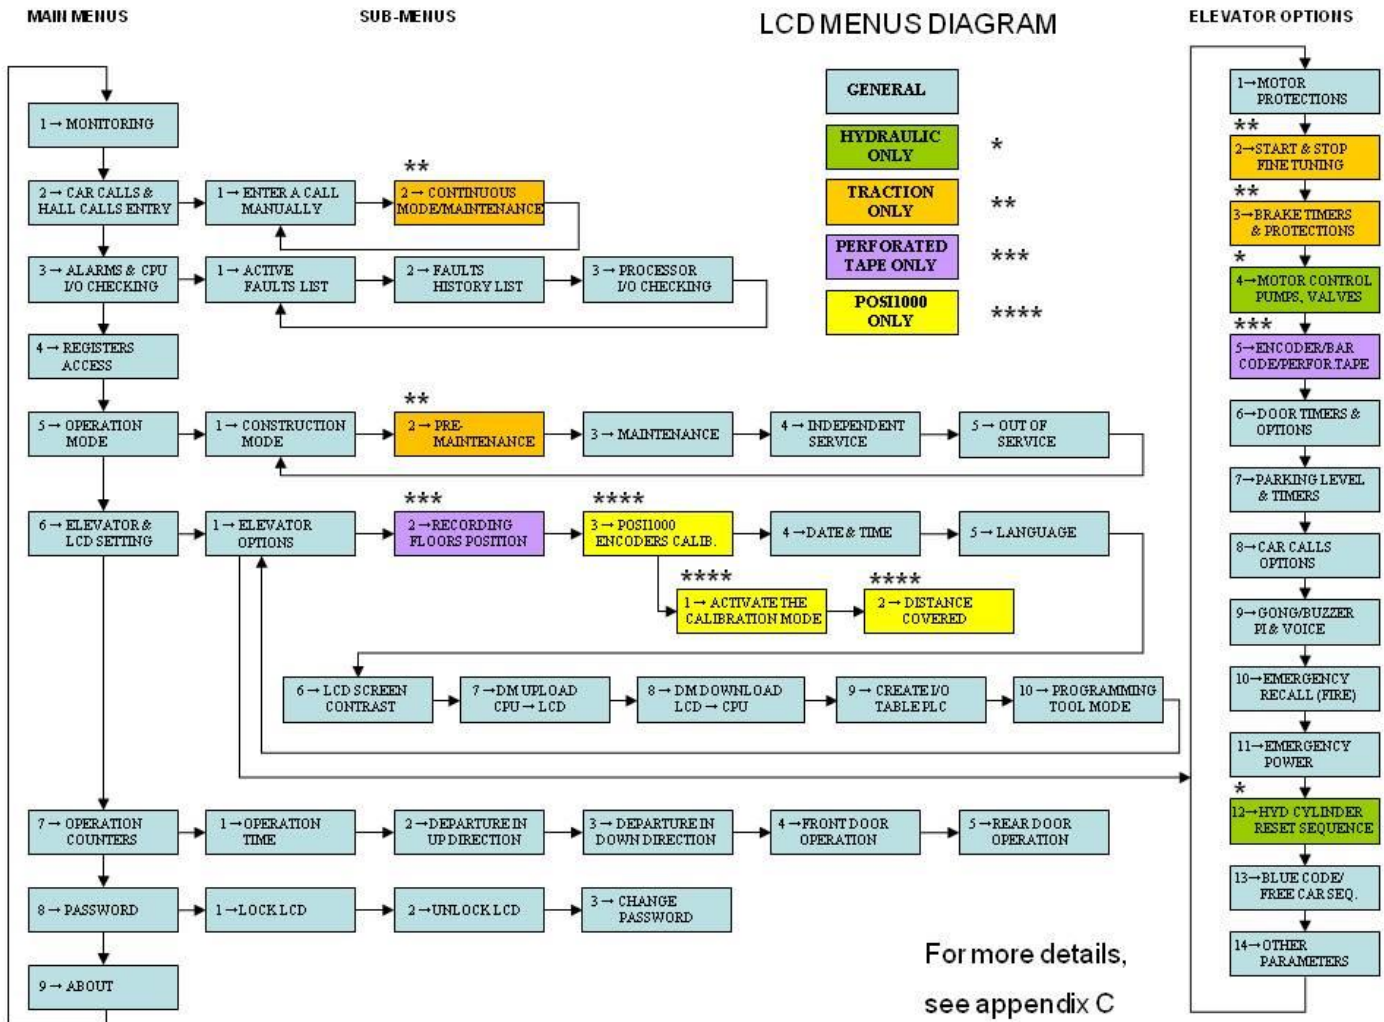 MAIN MENUS
SUB-MENUS
LCD MENUS DIAGRAM
ELEVATOR OPTIONS
GENERAL
HYDRAULIC
ONLY
*
TRACTION
ONLY
**
PERFORATED
TAPE ONLY
***
POSI1000
ONLY
****
1→ MONITORING
2→ CAR CALLS &
HALL CALLS ENTRY
1→ ENTER A CALL
MANUALLY
**
2→ CONTINUOUS
MODE/MAINTENANCE
3→ ALARMS & CPU
I/O CHECKING
1→ ACTIVE
FAULTS LIST
2→ FAULTS
HISTORY LIST
3→ PROCESSOR
I/O CHECKING
4→ REGISTERS
ACCESS
5→ OPERATION
MODE
1→ CONSTRUCTION
MODE
**
2→ PRE-
MAINTENANCE
3→ MAINTENANCE
4→ INDEPENDENT
SERVICE
5→ OUT OF
SERVICE
6→ ELEVATOR &
LCD SETTING
1→ ELEVATOR
OPTIONS
***
2→RECORDING
FLOORS POSITION
****
3→ POSI1000
ENCODERS CALIB.
4→DATE & TIME
5→ LANGUAGE
****
1→ ACTIVATE THE
CALIBRATION MODE
****
2→ DISTANCE
COVERED
6→ LCD SCREEN
CONTRAST
7→DM UPLOAD
CPU→LCD
8→ DM DOWNLOAD
LCD→CPU
9→ CREATE I/O
TABLE PLC
10→PROGRAMMING
TOOL MODE
7→ OPERATION
COUNTERS
1→OPERATION
TIME
2→DEPARTURE IN
UP DIRECTION
3→ DEPARTURE IN
DOWN DIRECTION
4→FRONT DOOR
OPERATION
5→REAR DOOR
OPERATION
8→ PASSWORD
1→LOCK LCD
2→UNLOCK LCD
3→ CHANGE
PASSWORD
9→ ABOUT
For more details,
see appendix C
1→MOTOR
PROTECTIONS
**
2→START & STOP
FINE TUNING
**
3→BRAKE TIMERS
& PROTECTIONS
*
4→MOTOR CONTROL
PUMPS, VALVES
***
5→ENCODER/BAR
CODE/PERFOR.TAPE
6→DOOR TIMERS &
OPTIONS
7→PARKING LEVEL
& TIMERS
8→CAR CALLS
OPTIONS
9→GONG/BUZZER
PI & VOICE
10→EMERGENCY
RECALL (FIRE)
11→EMERGENCY
POWER
*
12→HYD CYLINDER
RESET SEQUENCE
13→BLUE CODE/
FREE CAR SEQ.
14→OTHER
PARAMETERS